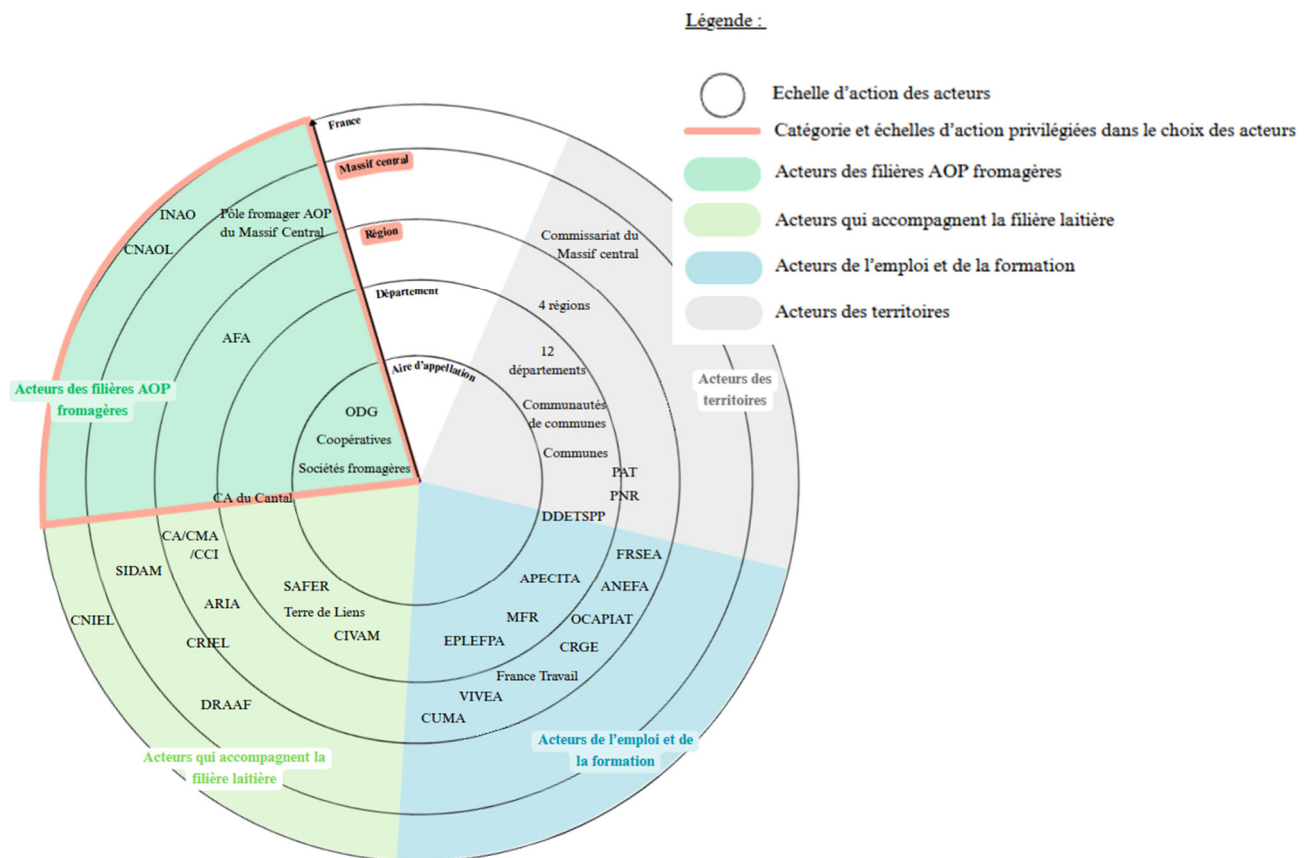 Légende :
Echelle d'action des acteurs
Catégorie et échelles d'action privilégiées dans le choix des acteurs
Acteurs des filières AOP fromagères
Acteurs qui accompagnent la filière laitière
Acteurs de l'emploi et de la formation
Acteurs des territoires
France
Massif central
Région
Département
Aire d'appellation
INAO
CNAOL
Pôle fromager AOP
du Massif Central
AFA
Acteurs des filières AOP
fromagères
ODG
Coopératives
Sociétés fromagères
CA du Cantal
Commissariat du
Massif central
4 régions
12
départements
Communautés
de communes
Communes
PAT
PNR
DDETSPP
Acteurs des
territoires
CA/CMA
/CCI
SIDAM
CNIEL
SAFER
Terre de Liens
CIVAM
ARIA
CRIEL
DRAAF
Acteurs qui accompagnent la
filière laitière
FRSEA
APECITA
ANEFA
MFR
OCAPIAT
EPLEFPA
CRGE
France Travail
VIVEA
CUMA
Acteurs de l'emploi et de
la formation